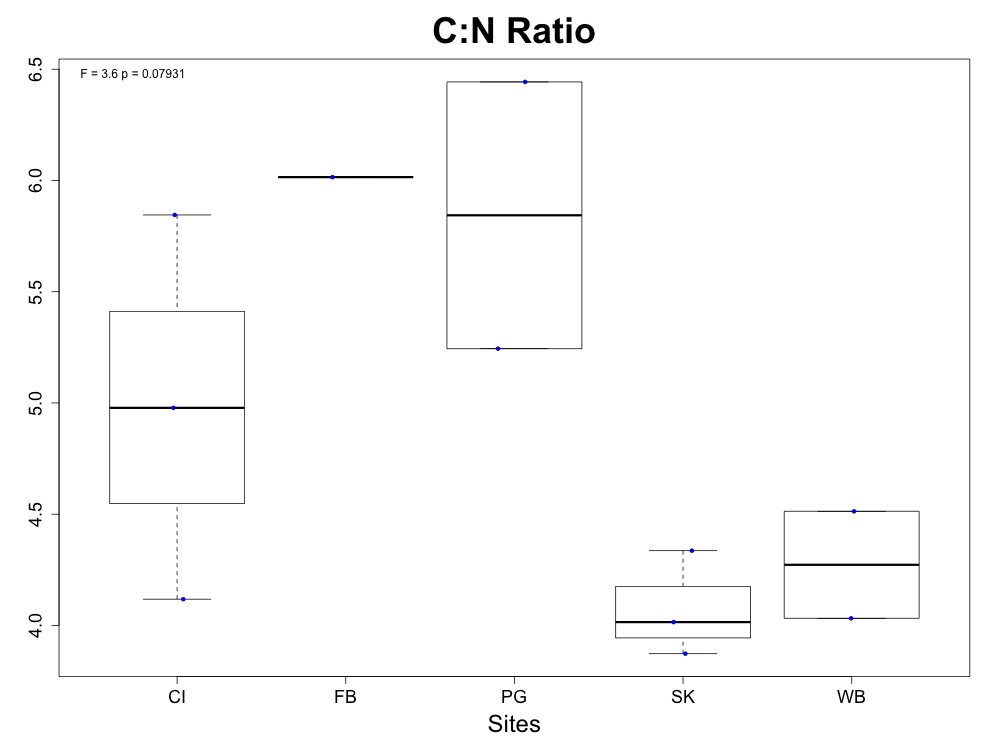 C:N Ratio
F = 3.6 p = 0.07931
6.5
6.0
5.5
5.0
4.5
4.0
CI FB PG SK WB
Sites